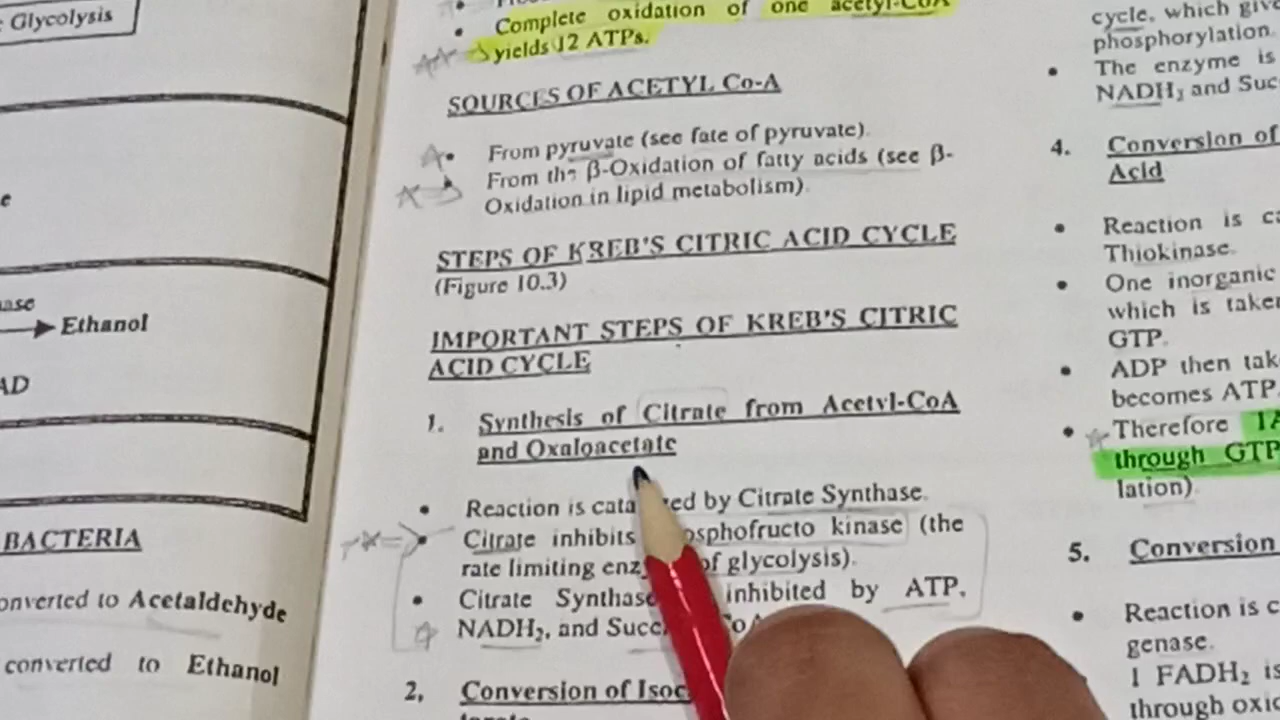 : Glycolysis
Ethanol
AD
BACTERIA
onverted to Acetaldehyde
converted to Ethanol
Complete oxidation of one acetyl-CoA
yields 12 ATPs.
SOURCES OF ACETYL Co-A
• From pyruvate (see fate of pyruvate).
• From the β-Oxidation of fatty acids (see β-
Oxidation in lipid metabolism).
STEPS OF KREB'S CITRIC ACID CYCLE
(Figure 10.3)
IMPORTANT STEPS OF KREB'S CITRIC
ACID CYCLE
1. Synthesis of Citrate from Acetyl-CoA
and Oxaloacetate
• Reaction is cata ed by Citrate Synthase.
• Citrate inhibits osphofructo kinase (the
rate limiting enz of glycolysis).
• Citrate Synthase inhibited by ATP,
NADH₂, and Succ CoA
2. Conversion of Isoc
cycle, which give
phosphorylation.
• The enzyme is
NADH₂ and Suc
4. Conversion of
Acid
• Reaction is ca
Thiokinase.
• One inorganic
which is taken
GTP.
• ADP then tak
becomes ATP.
• Therefore 1A
through GTP
lation).
5. Conversion
• Reaction is c
genase.
1 FADH₂ is
through oxid